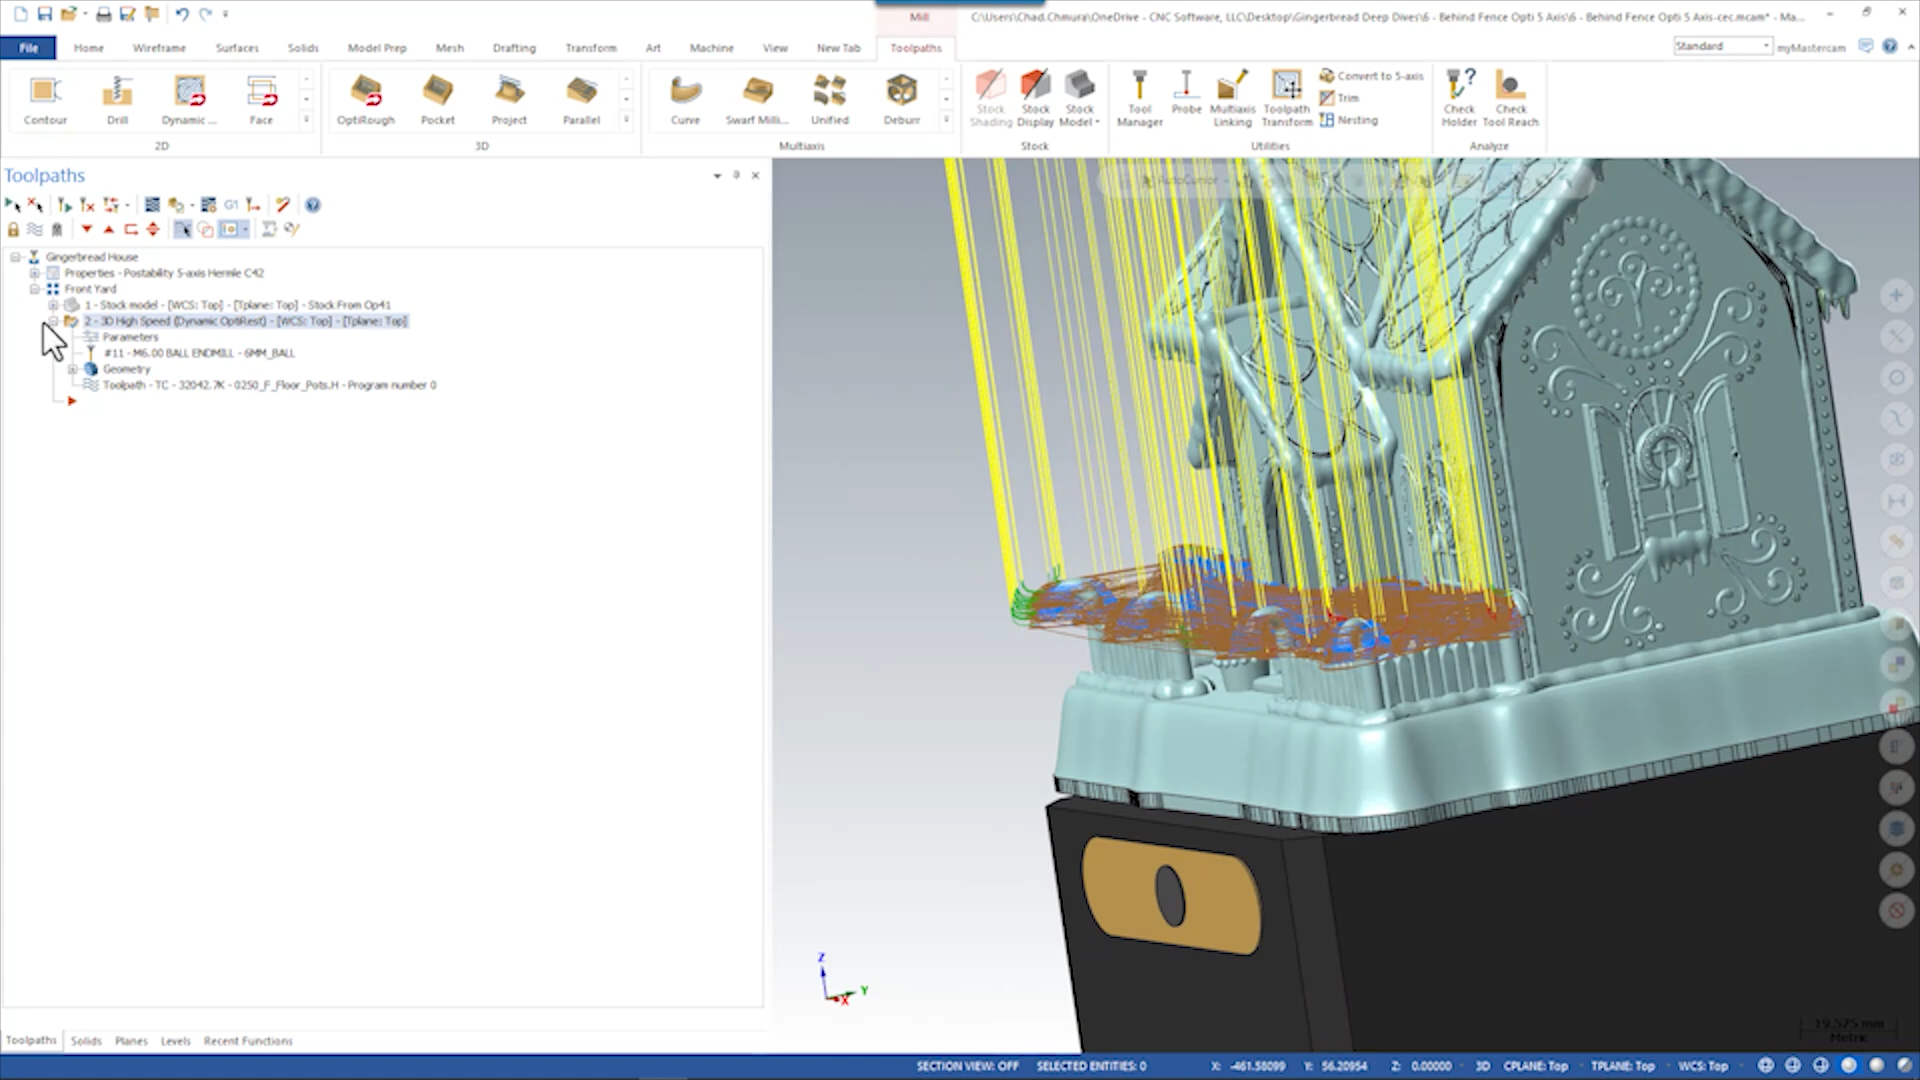 Mill
C:\Users\Chad.Chmura\OneDrive - CNC Software, LLC\Desktop\Gingerbread Deep Dives\6 - Behind Fence Opti 5 Axis\6 - Behind Fence Opti 5 Axis-cec.mcam* - Ma...
File Home Wireframe Surfaces Solids Model Prep Mesh Drafting Transform Art Machine View New Tab Toolpaths
Standard myMastercam
Contour Drill Dynamic ... Face
OptiRough Pocket Project Parallel
Curve Swarf Milli... Unified Deburr
Stock Shading Stock Display Stock Model
Tool Manager Probe Multiaxis Linking Toolpath Transform
Convert to 5-axis
Trim
Nesting
Check Holder Check Tool Reach
2D 3D Multiaxis Stock Utilities Analyze
Toolpaths
AutoCursor
G1
Gingerbread House
Properties - Postability 5-axis Hermle C42
Front Yard
1 - Stock model - [WCS: Top] - [Tplane: Top] - Stock From Op41
2 - 3D High Speed (Dynamic OptiRest) - [WCS: Top] - [Tplane: Top]
Parameters
#11 - M6.00 BALL ENDMILL - 6MM_BALL
Geometry
Toolpath - TC - 32042.7K - 0250_F_Floor_Pots.H - Program number 0
Z
Y
X
19.575 mm
Metric
Toolpaths Solids Planes Levels Recent Functions
SECTION VIEW: OFF SELECTED ENTITIES: 0 X: -461.58099 Y: 56.20954 Z: 0.00000 3D CPLANE: Top TPLANE: Top WCS: Top